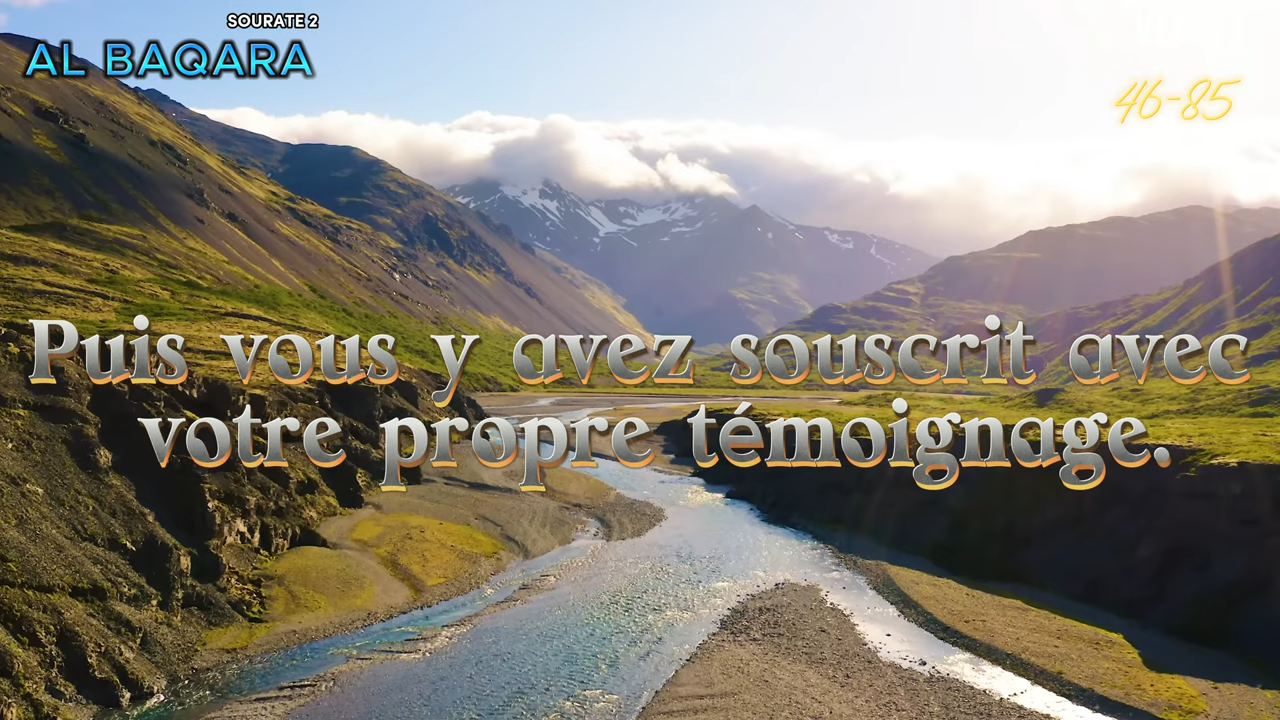 SOURATE 2
AL BAQARA
46-85
Puis vous y avez souscrit avec
votre propre témoignage.